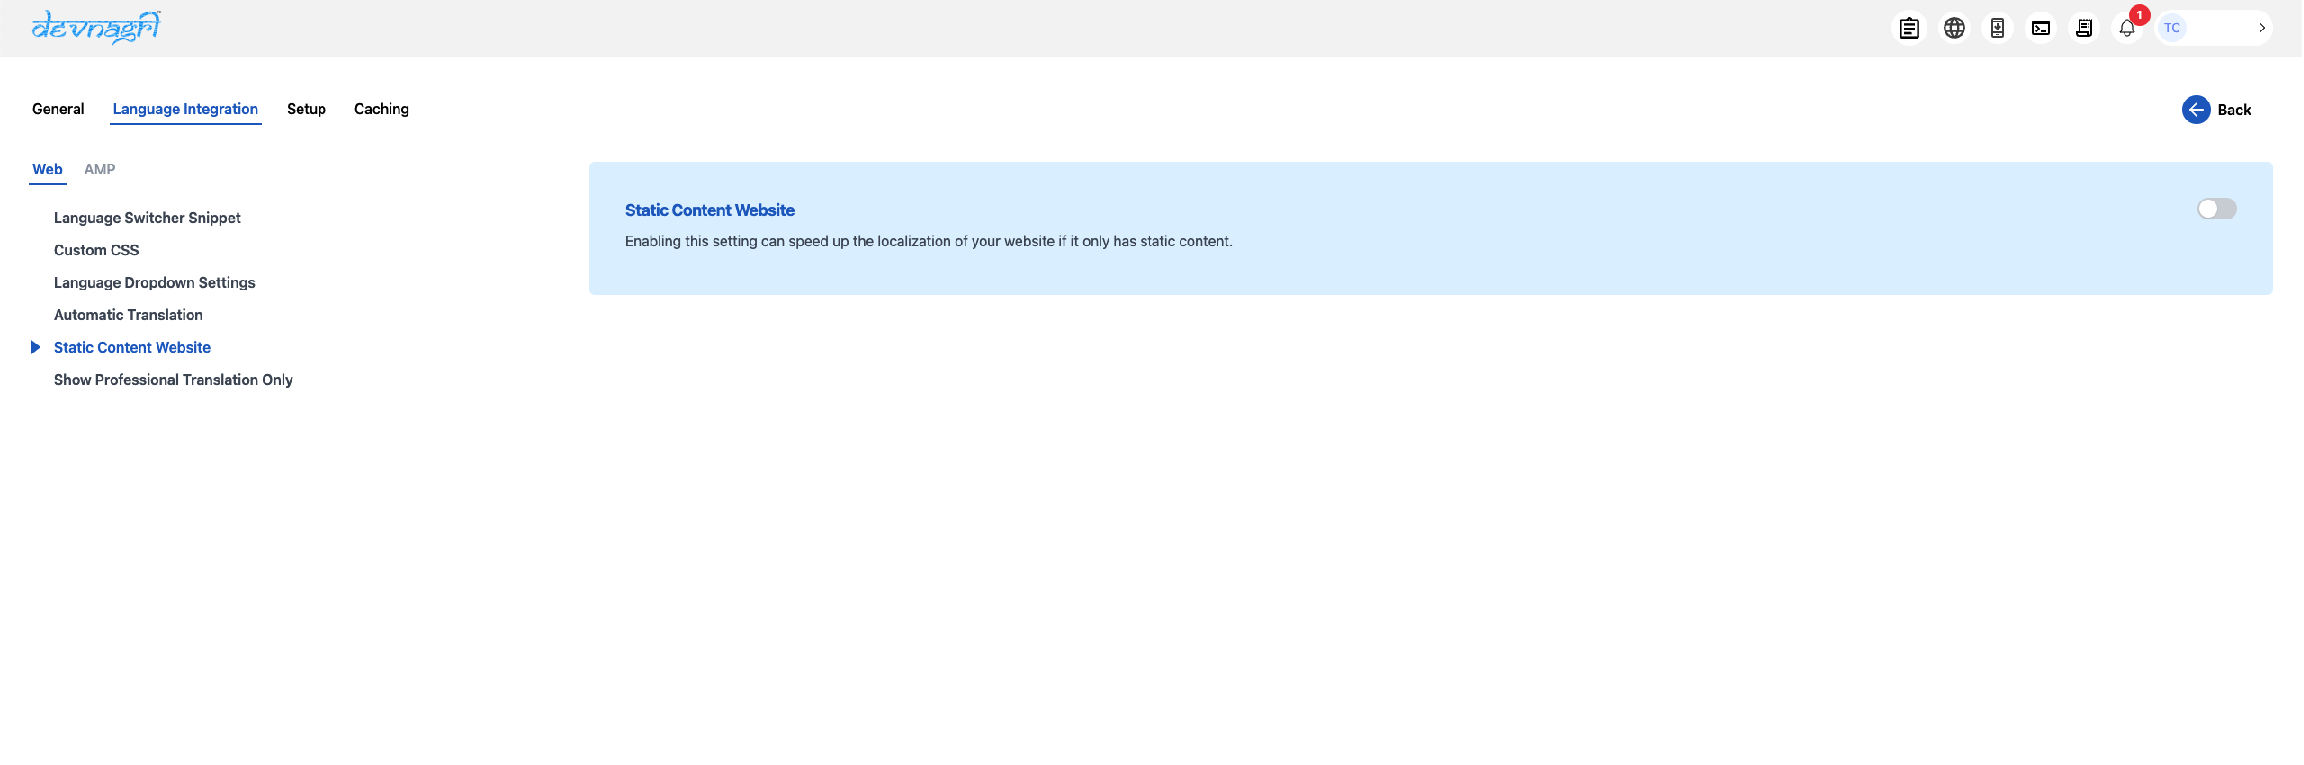 devnagri
1
TC
General Language Integration Setup Caching
Back
Web AMP
Language Switcher Snippet
Custom CSS
Language Dropdown Settings
Automatic Translation
Static Content Website
Show Professional Translation Only
Static Content Website
Enabling this setting can speed up the localization of your website if it only has static content.